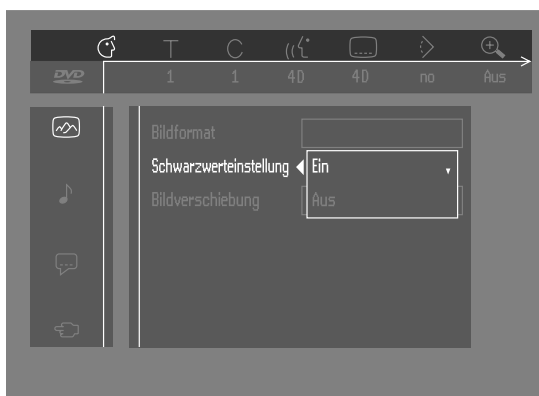 T C
DVD 1 1 4D 4D no Aus
Bildformat
Schwarzwerteinstellung Ein
Bildverschiebung Aus